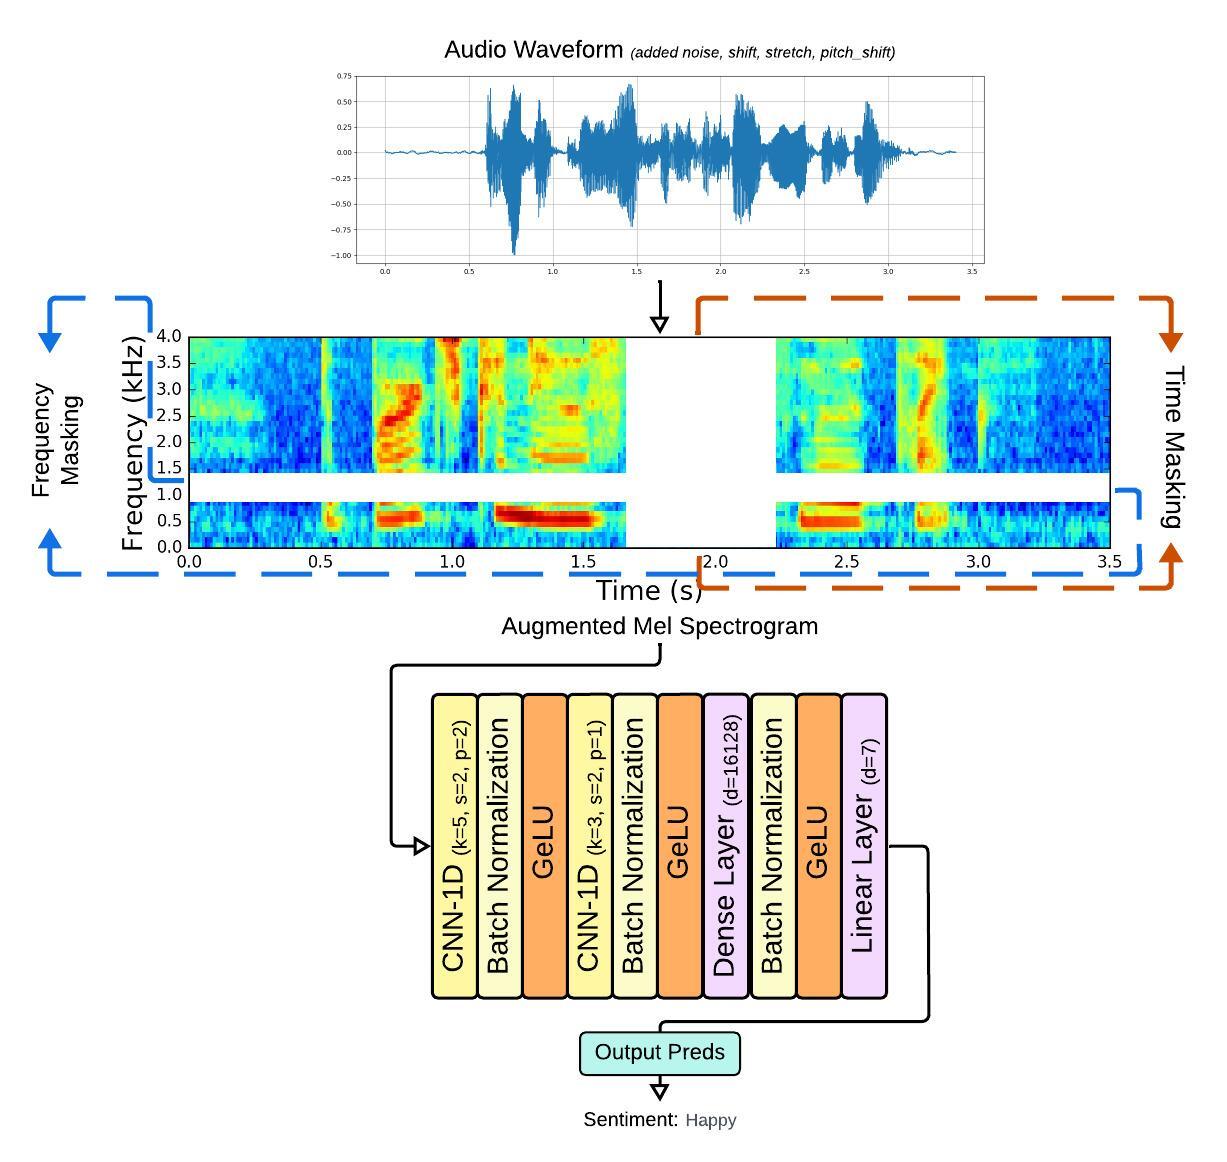 Audio Waveform (added noise, shift, stretch, pitch_shift)
0.75
0.50
0.25
0.00
−0.25
−0.50
−0.75
−1.00
0.0 0.5 1.0 1.5 2.0 2.5 3.0 3.5
Frequency
Masking
Frequency (kHz)
4.0
3.5
3.0
2.5
2.0
1.5
1.0
0.5
0.0
0.0 0.5 1.0 1.5 2.0 2.5 3.0 3.5
Time (s)
Time Masking
Augmented Mel Spectrogram
CNN-1D (k=5, s=2, p=2)
Batch Normalization
GeLU
CNN-1D (k=3, s=2, p=1)
Batch Normalization
GeLU
Dense Layer (d=16128)
Batch Normalization
GeLU
Linear Layer (d=7)
Output Preds
Sentiment: Happy